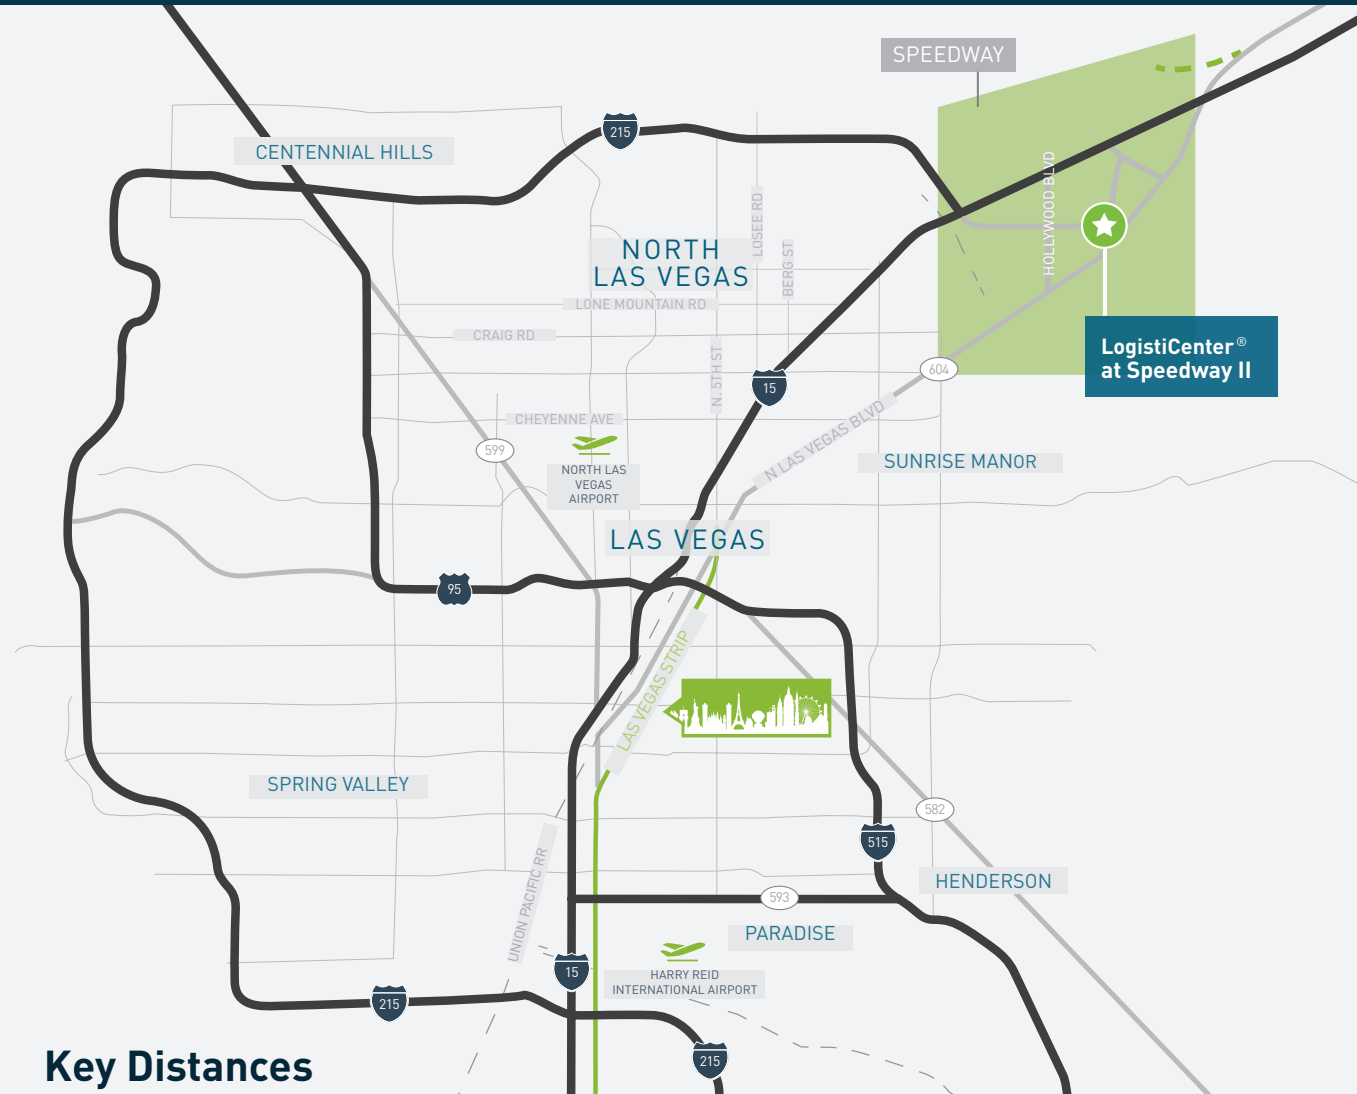 SPEEDWAY
215
CENTENNIAL HILLS
HOLLYWOOD BLVD
LOSEE RD
NORTH
LAS VEGAS
BERG ST
LONE MOUNTAIN RD
CRAIG RD
LogistiCenter®
at Speedway II
N. 5TH ST
604
15
CHEYENNE AVE
N LAS VEGAS BLVD
599
SUNRISE MANOR
NORTH LAS
VEGAS
AIRPORT
LAS VEGAS
95
LAS VEGAS STRIP
SPRING VALLEY
582
515
UNION PACIFIC RR
HENDERSON
593
PARADISE
15
HARRY REID
INTERNATIONAL AIRPORT
215
215
Key Distances